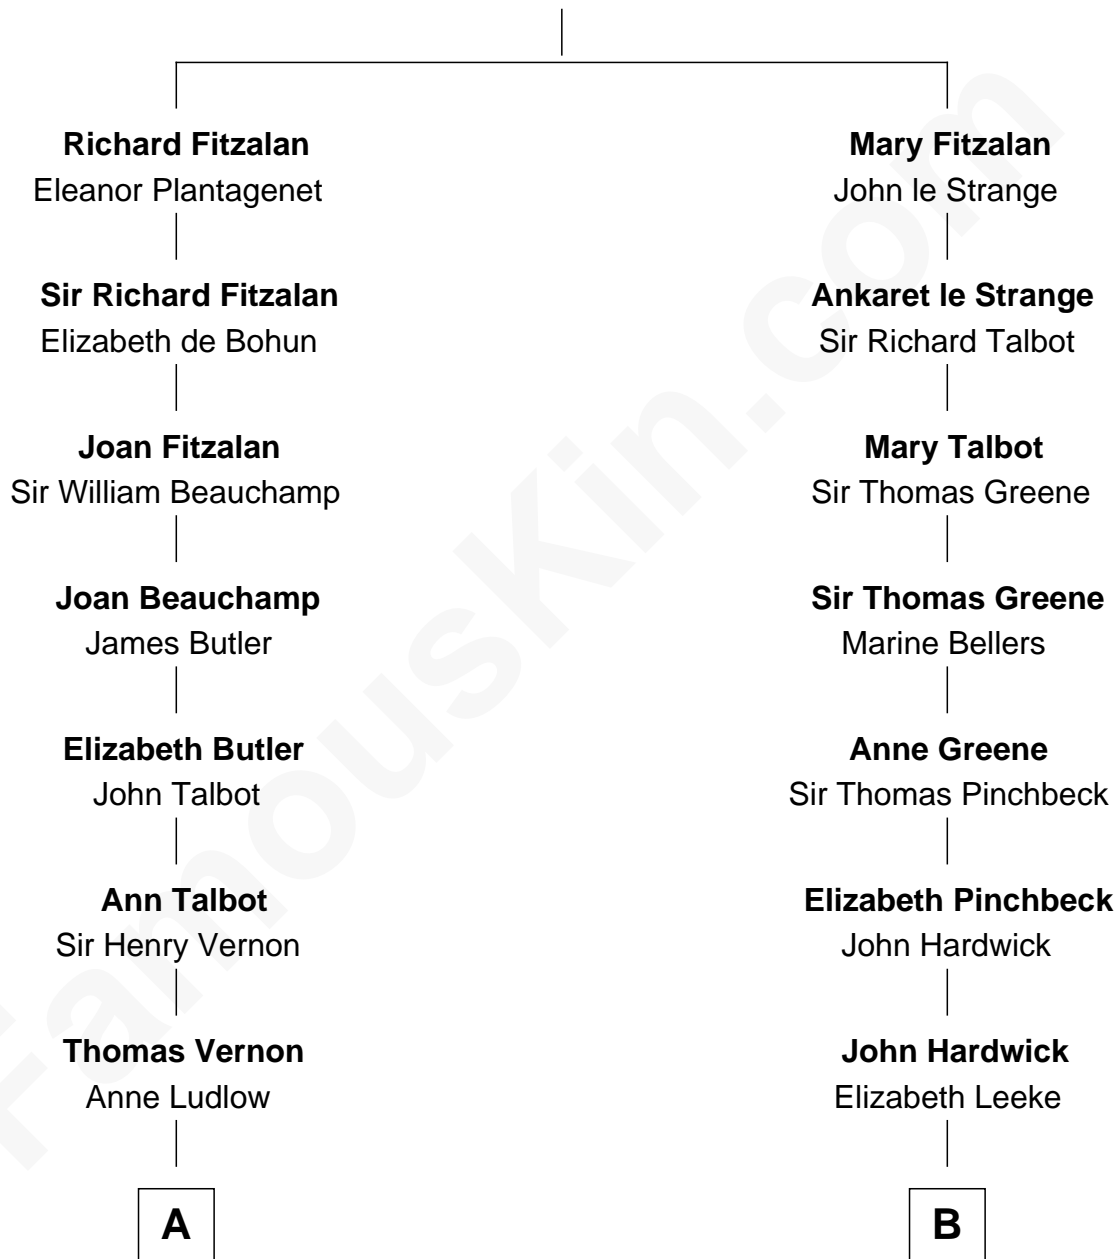 Richard Fitzalan
Eleanor Plantagenet
Sir Richard Fitzalan
Elizabeth de Bohun
Joan Fitzalan
Sir William Beauchamp
Joan Beauchamp
James Butler
Elizabeth Butler
John Talbot
Ann Talbot
Sir Henry Vernon
Thomas Vernon
Anne Ludlow
A
Mary Fitzalan
John le Strange
Ankaret le Strange
Sir Richard Talbot
Mary Talbot
Sir Thomas Greene
Sir Thomas Greene
Marine Bellers
Anne Greene
Sir Thomas Pinchbeck
Elizabeth Pinchbeck
John Hardwick
John Hardwick
Elizabeth Leeke
B
FamousKin.com